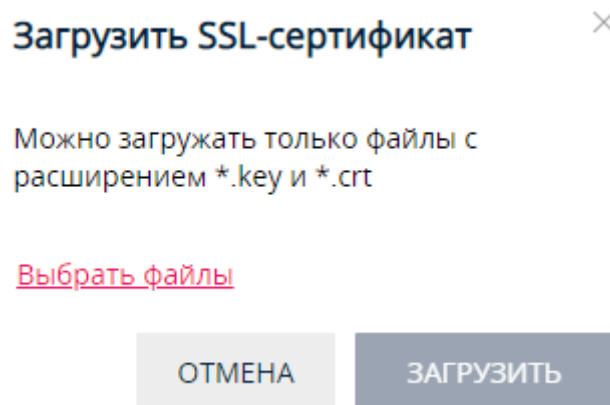 Загрузить SSL-сертификат
Можно загружать только файлы с
расширением *.key и *.crt
Выбрать файлы
ОТМЕНА
ЗАГРУЗИТЬ